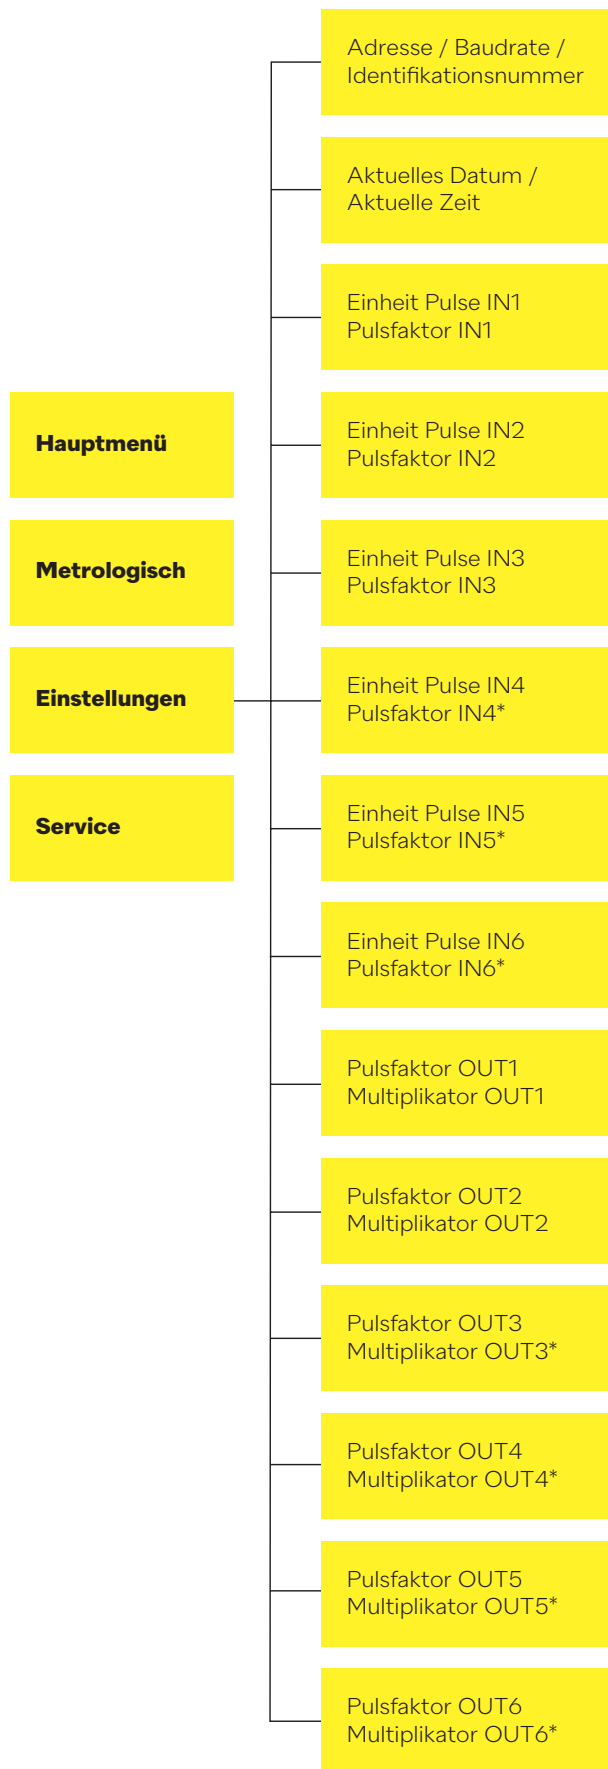 Hauptmenü
Metrologisch
Einstellungen
Service
Adresse / Baudrate /
Identifikationsnummer
Aktuelles Datum /
Aktuelle Zeit
Einheit Pulse IN1
Pulsfaktor IN1
Einheit Pulse IN2
Pulsfaktor IN2
Einheit Pulse IN3
Pulsfaktor IN3
Einheit Pulse IN4
Pulsfaktor IN4*
Einheit Pulse IN5
Pulsfaktor IN5*
Einheit Pulse IN6
Pulsfaktor IN6*
Pulsfaktor OUT1
Multiplikator OUT1
Pulsfaktor OUT2
Multiplikator OUT2
Pulsfaktor OUT3
Multiplikator OUT3*
Pulsfaktor OUT4
Multiplikator OUT4*
Pulsfaktor OUT5
Multiplikator OUT5*
Pulsfaktor OUT6
Multiplikator OUT6*